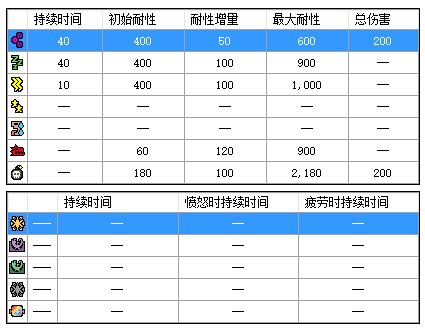 持续时间 初始耐性 耐性增量 最大耐性 总伤害
40 400 50 600 200
40 400 100 900 —
10 400 100 1,000 —
— — — — —
— — — — —
— 60 120 900 —
— 180 100 2,180 200
持续时间 愤怒时持续时间 疲劳时持续时间
— — — —
— — — —
— — — —
— — — —
— — — —